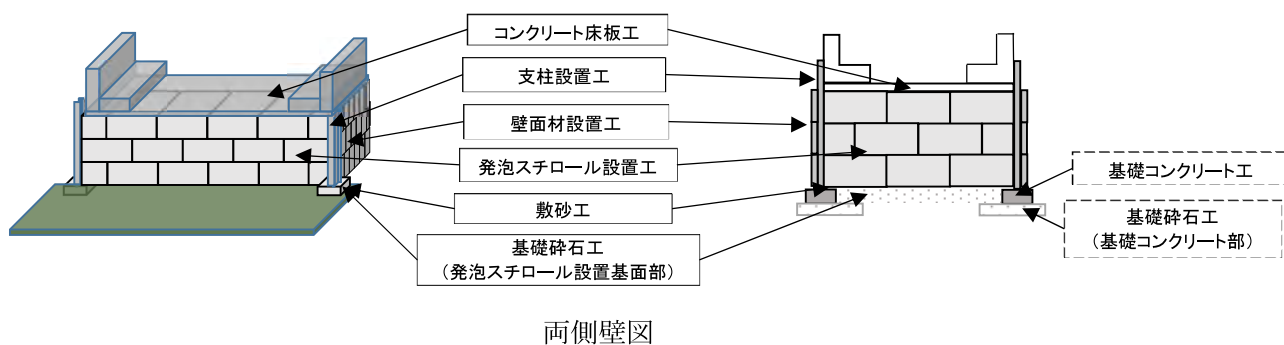 コンクリート床板工
支柱設置工
壁面材設置工
発泡スチロール設置工
敷砂工
基礎砕石工
（発泡スチロール設置基面部）
基礎コンクリート工
基礎砕石工
（基礎コンクリート部）
両側壁図